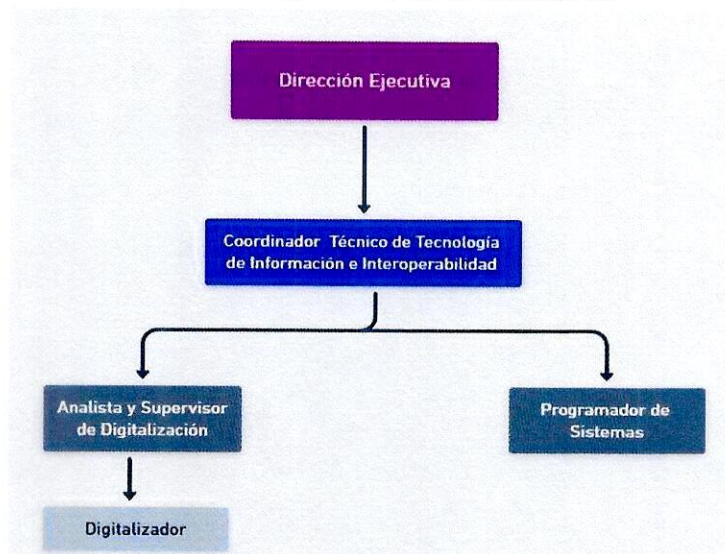 Dirección Ejecutiva
Coordinador Técnico de Tecnología
de Información e Interoperabilidad
Analista y Supervisor
de Digitalización
Programador de
Sistemas
Digitalizador